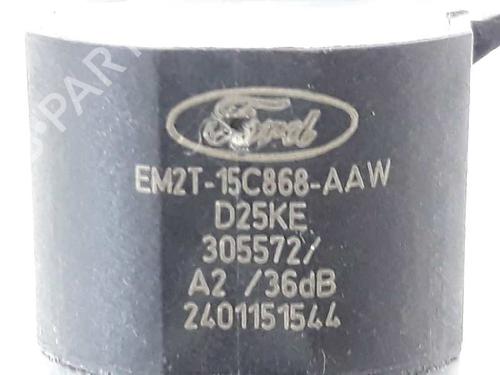 Ford
EM2T-15C868-AAW
D25KE
305572/
A2 /36dB
2401151544